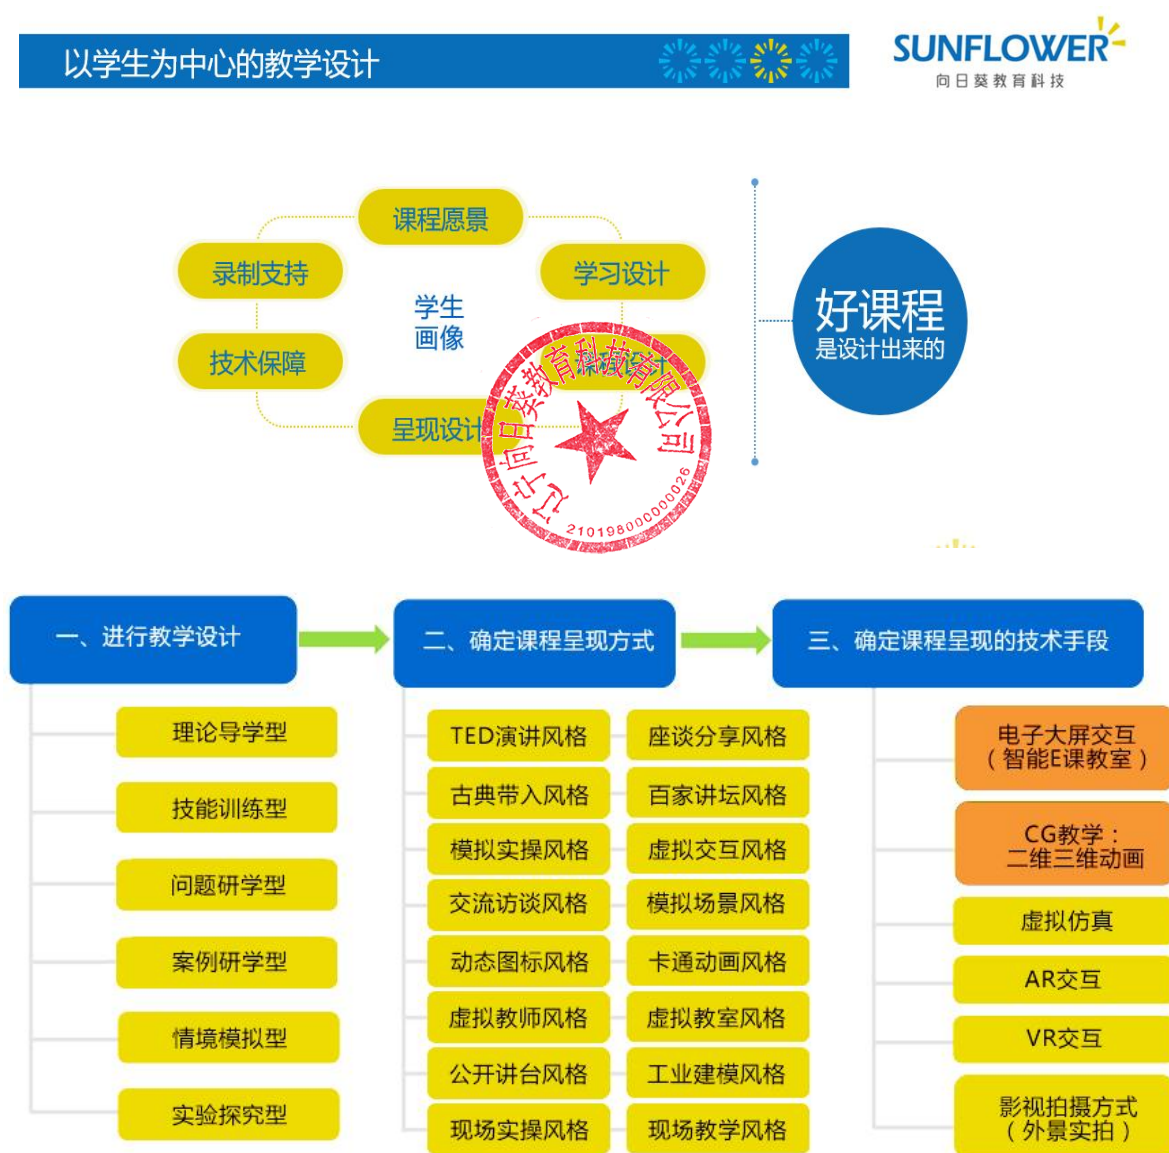 以学生为中心的教学设计
SUNFLOWER
向日葵教育科技
课程愿景
录制支持
学习设计
学生
画像
技术保障
课程设计
呈现设计
好课程
是设计出来的
辽宁向日葵教育科技有限公司
210198000000026
一、进行教学设计
二、确定课程呈现方式
三、确定课程呈现的技术手段
理论导学型
技能训练型
问题研学型
案例研学型
情境模拟型
实验探究型
TED演讲风格
座谈分享风格
古典带入风格
百家讲坛风格
模拟实操风格
虚拟交互风格
交流访谈风格
模拟场景风格
动态图标风格
卡通动画风格
虚拟教师风格
虚拟教室风格
公开讲台风格
工业建模风格
现场实操风格
现场教学风格
电子大屏交互
（智能E课教室）
CG教学：
二维三维动画
虚拟仿真
AR交互
VR交互
影视拍摄方式
（外景实拍）